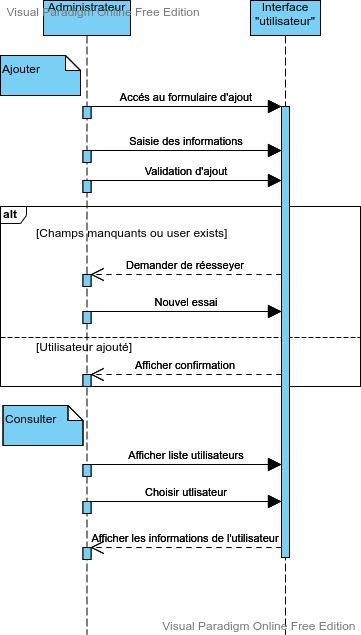 Visual Paradigm Online Free Edition
Administrateur
Interface
"utilisateur"
Ajouter
Accés au formulaire d'ajout
Saisie des informations
Validation d'ajout
alt
[Champs manquants ou user exists]
Demander de réesseyer
Nouvel essai
[Utilisateur ajouté]
Afficher confirmation
Consulter
Afficher liste utilisateurs
Choisir utlisateur
Afficher les informations de l'utilisateur
Visual Paradigm Online Free Edition